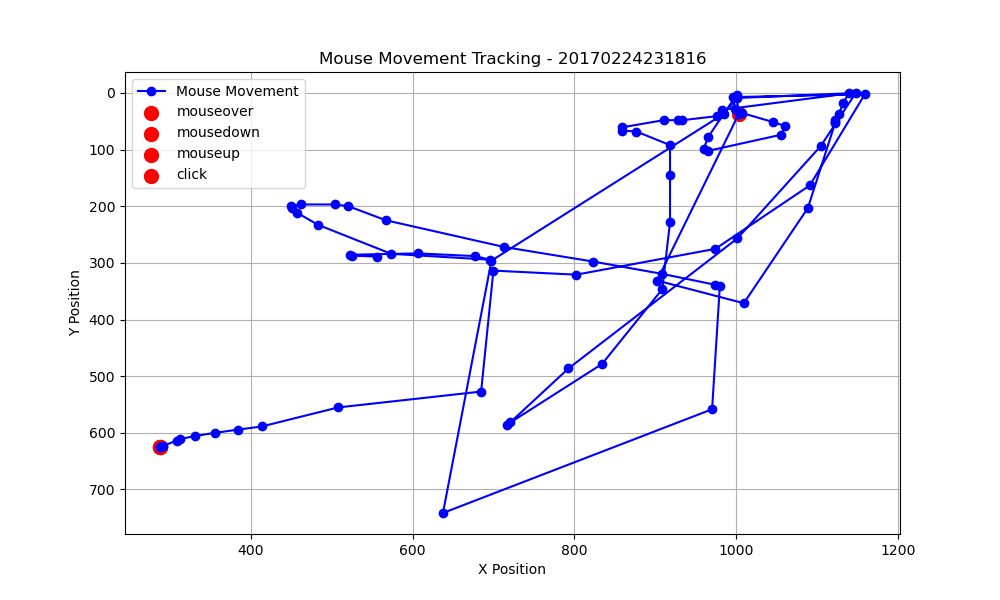 Mouse Movement Tracking - 20170224231816
Mouse Movement
mouseover
mousedown
mouseup
click
0
100
200
300
400
500
600
700
Y Position
400
600
800
1000
1200
X Position